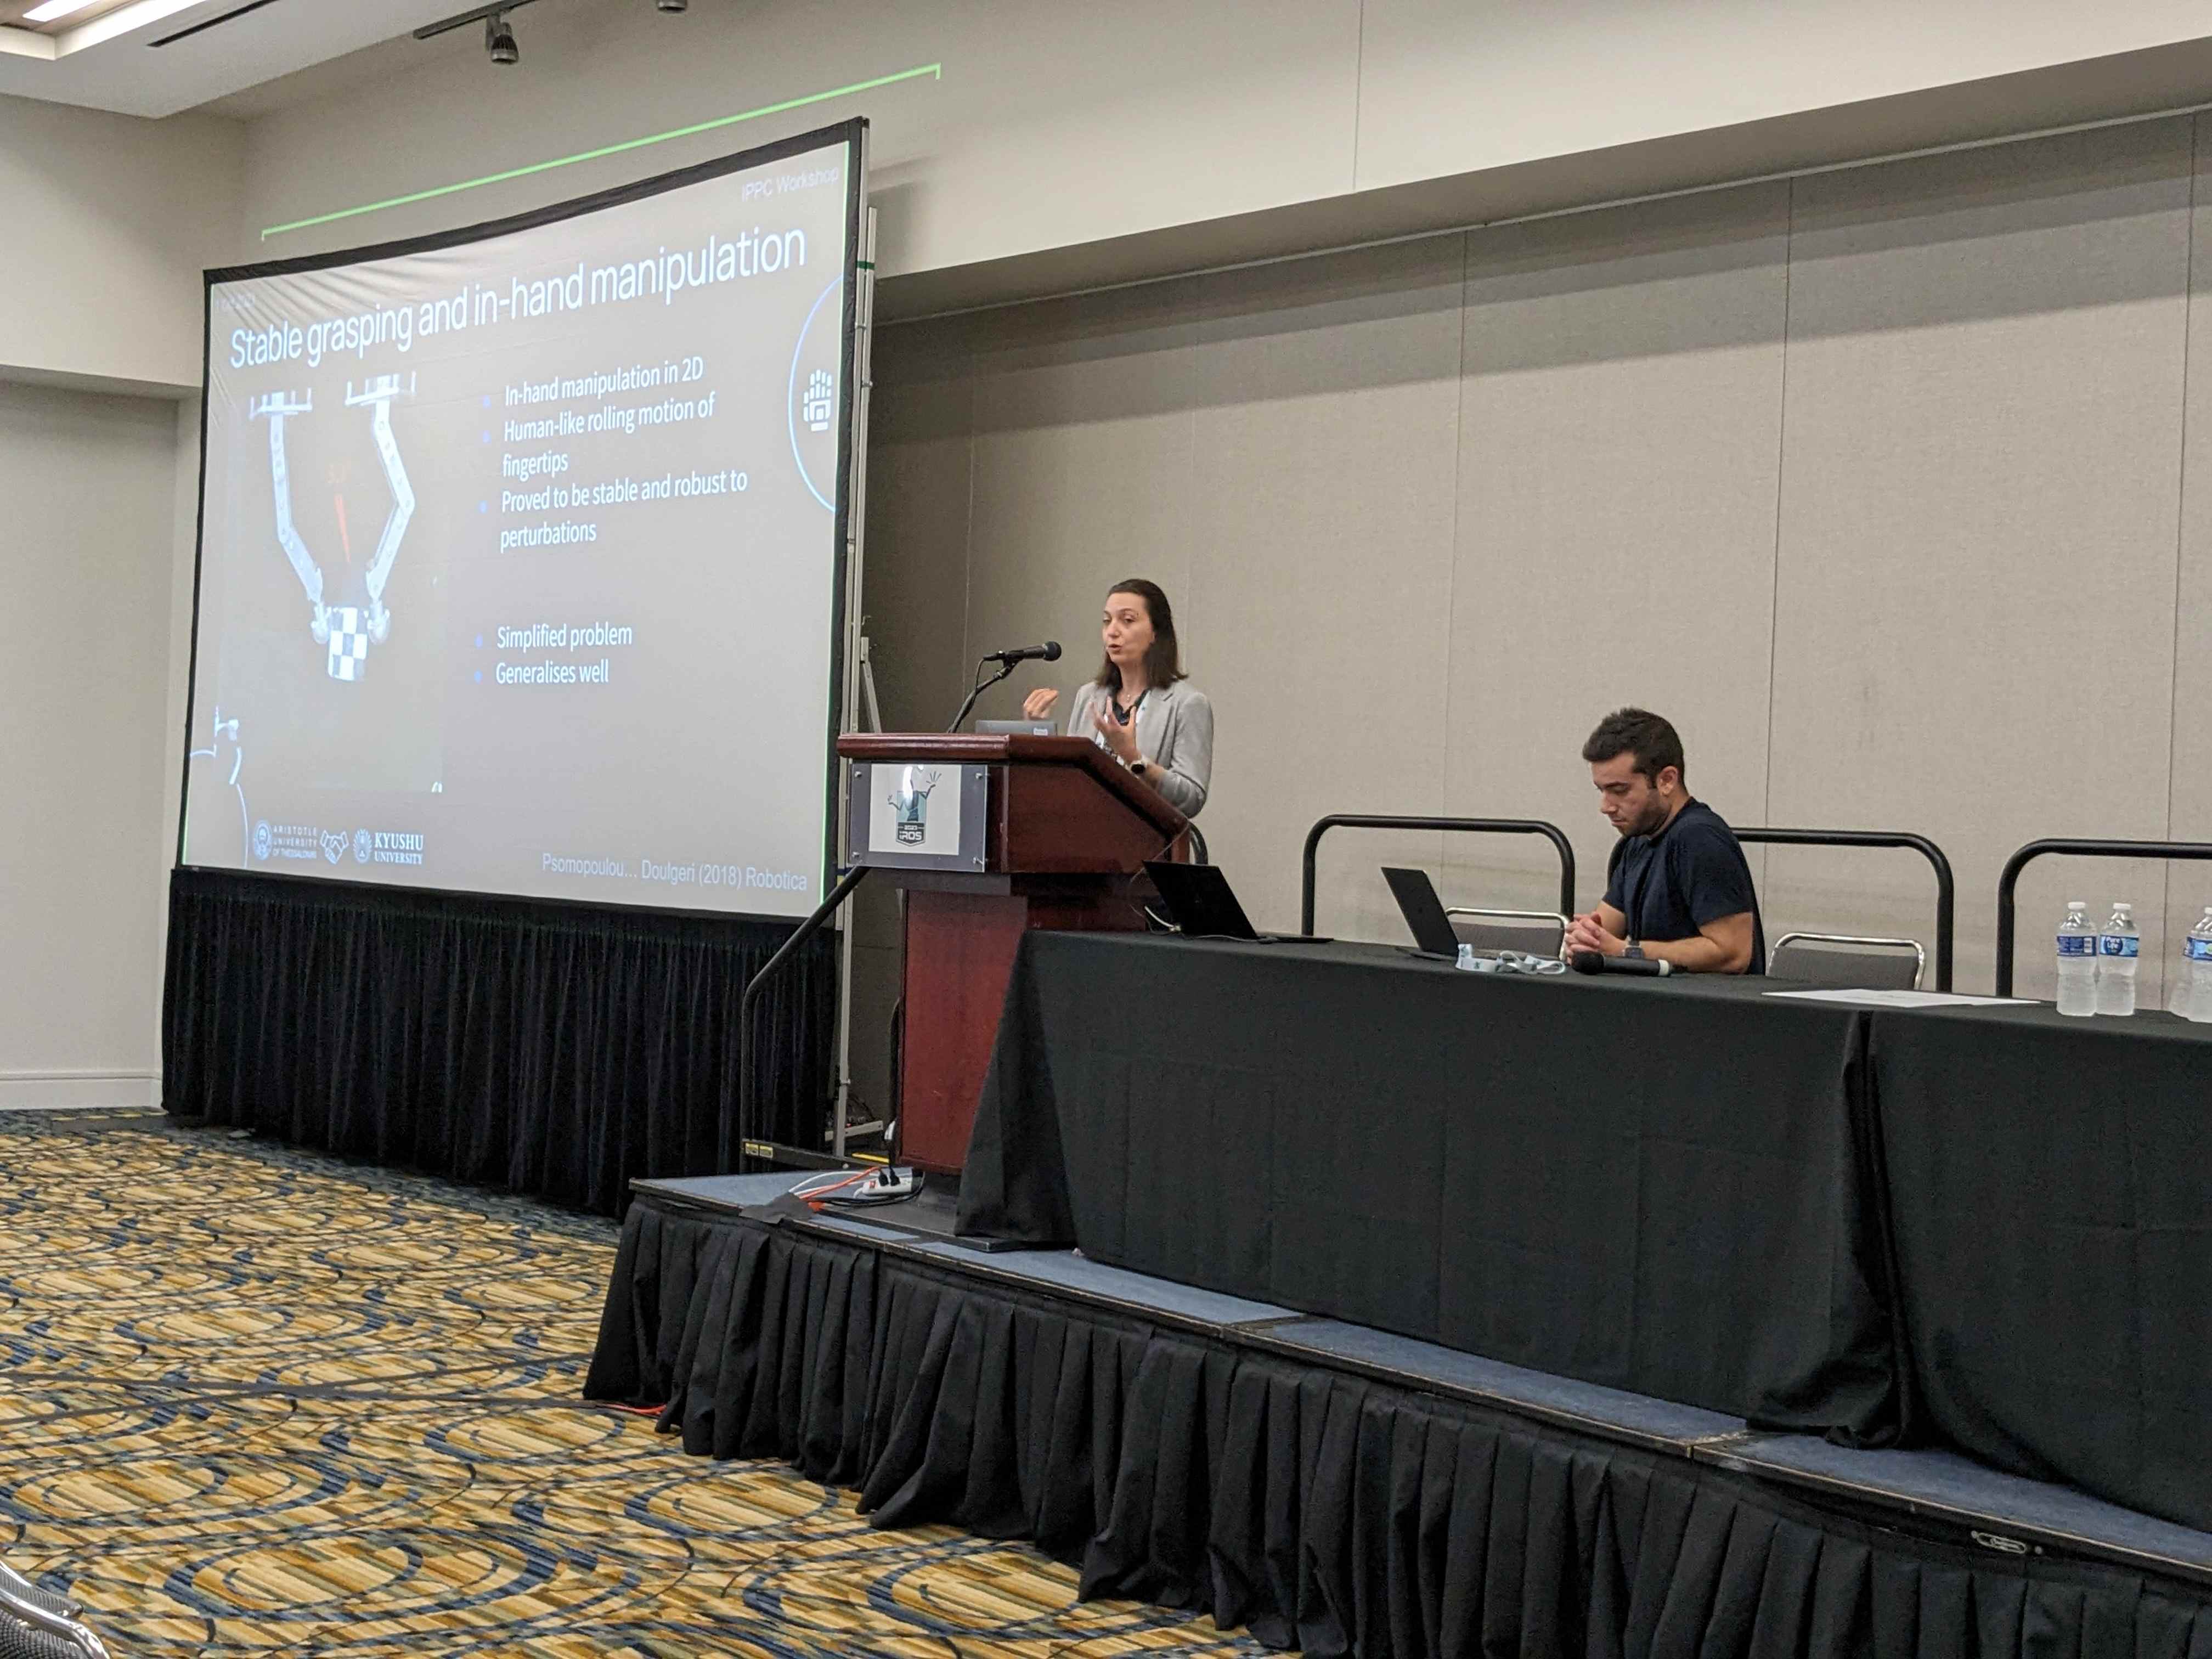 IPPC Workshop
Stable grasping and in-hand manipulation
In-hand manipulation in 2D
Human-like rolling motion of
fingertips
Proved to be stable and robust to
perturbations
Simplified problem
Generalises well
ARISTOTLE
UNIVERSITY
OF THESSALONIKI
KYUSHU
UNIVERSITY
Psomopoulou... Doulgeri (2018) Robotica
2023
IROS